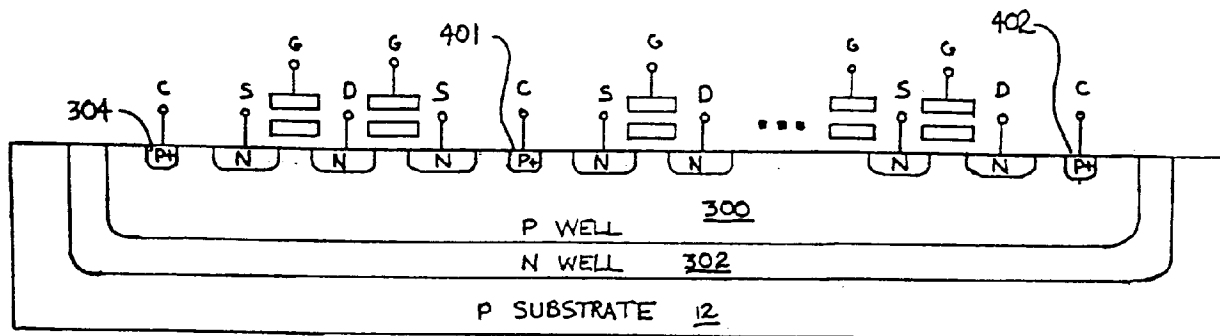 401 402
G G G G G
C S D S C S D S D C
304
P+ N N N P+ N N N N P+
300
P WELL
N WELL 302
P SUBSTRATE 12